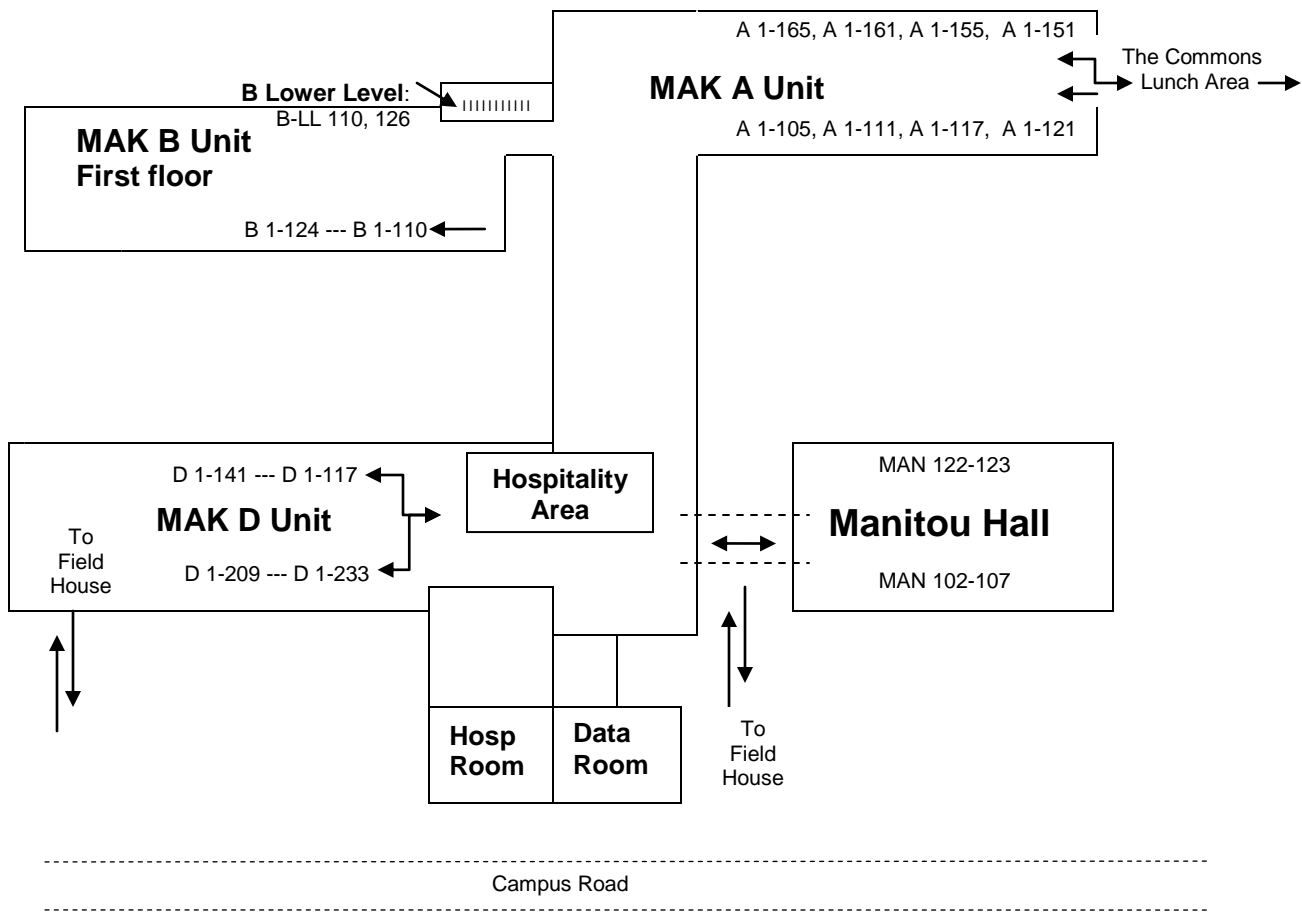 A 1-165, A 1-161, A 1-155, A 1-151
The Commons
Lunch Area
MAK A Unit
B Lower Level:
B-LL 110, 126
A 1-105, A 1-111, A 1-117, A 1-121
MAK B Unit
First floor
B 1-124 --- B 1-110
D 1-141 --- D 1-117
Hospitality
Area
MAN 122-123
MAK D Unit
Manitou Hall
To
Field
House
D 1-209 --- D 1-233
MAN 102-107
Hosp
Room
Data
Room
To
Field
House
Campus Road